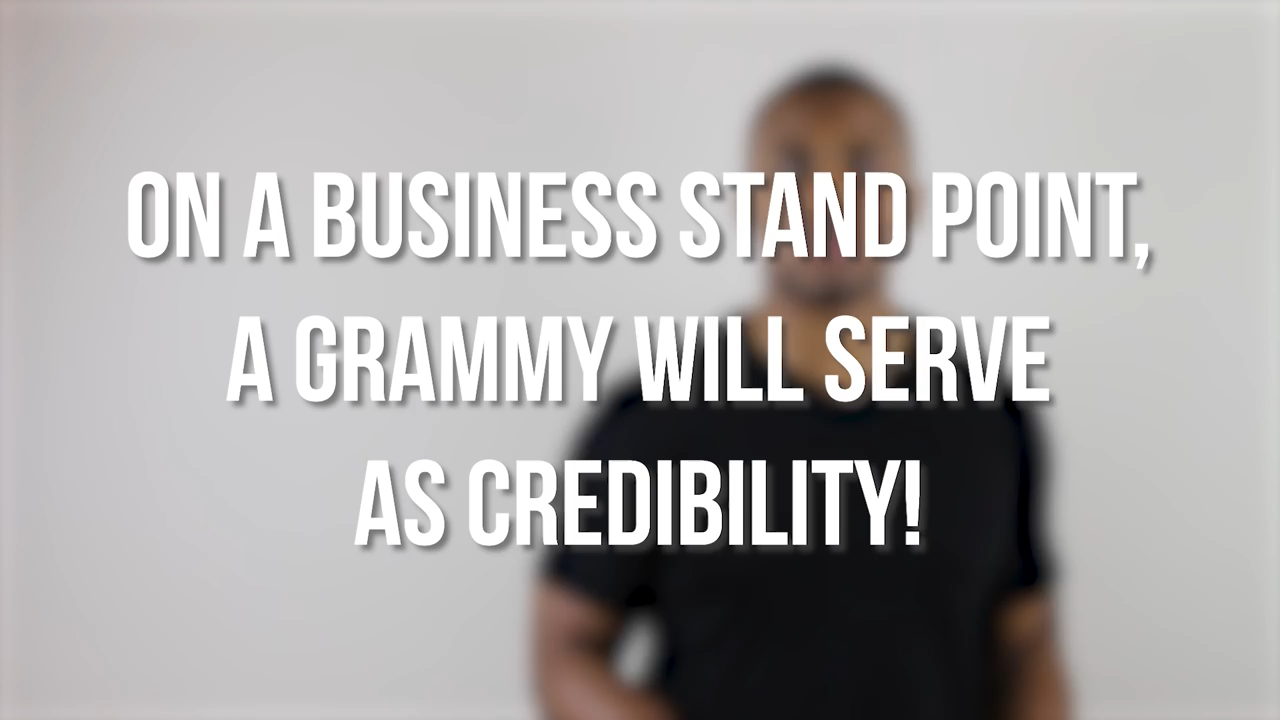 ON A BUSINESS STAND POINT,
A GRAMMY WILL SERVE
AS CREDIBILITY!